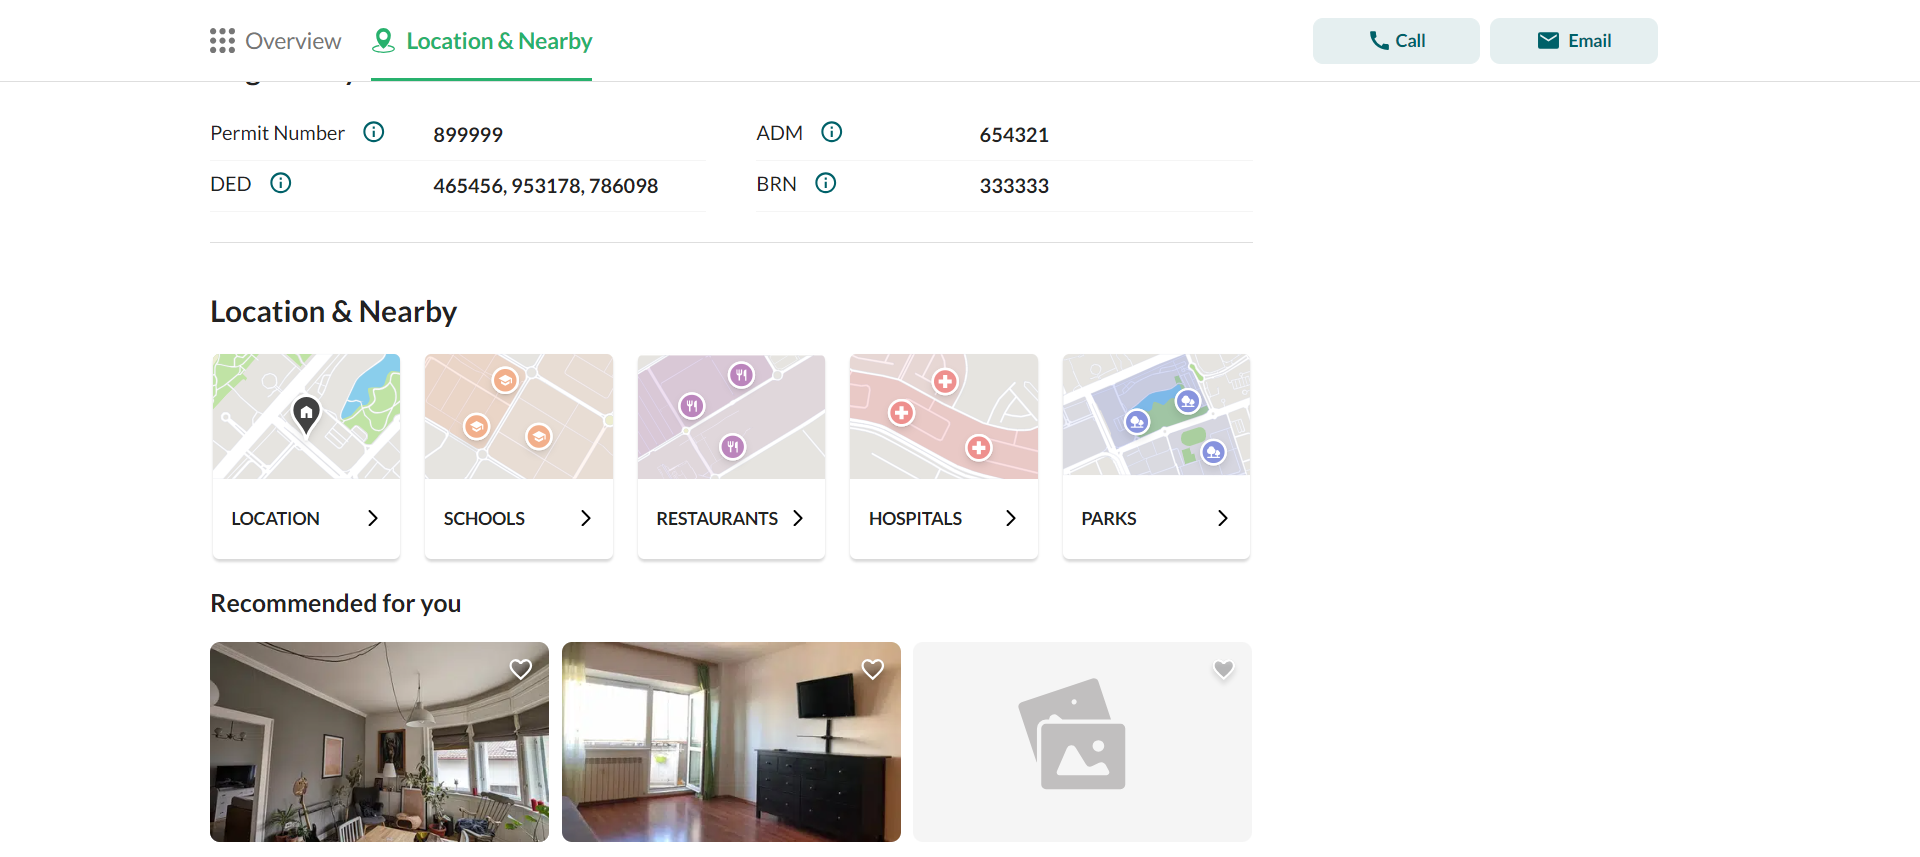 Overview Location & Nearby Call Email
Permit Number 899999 ADM 654321
DED 465456, 953178, 786098 BRN 333333
Location & Nearby
LOCATION SCHOOLS RESTAURANTS HOSPITALS PARKS
Recommended for you